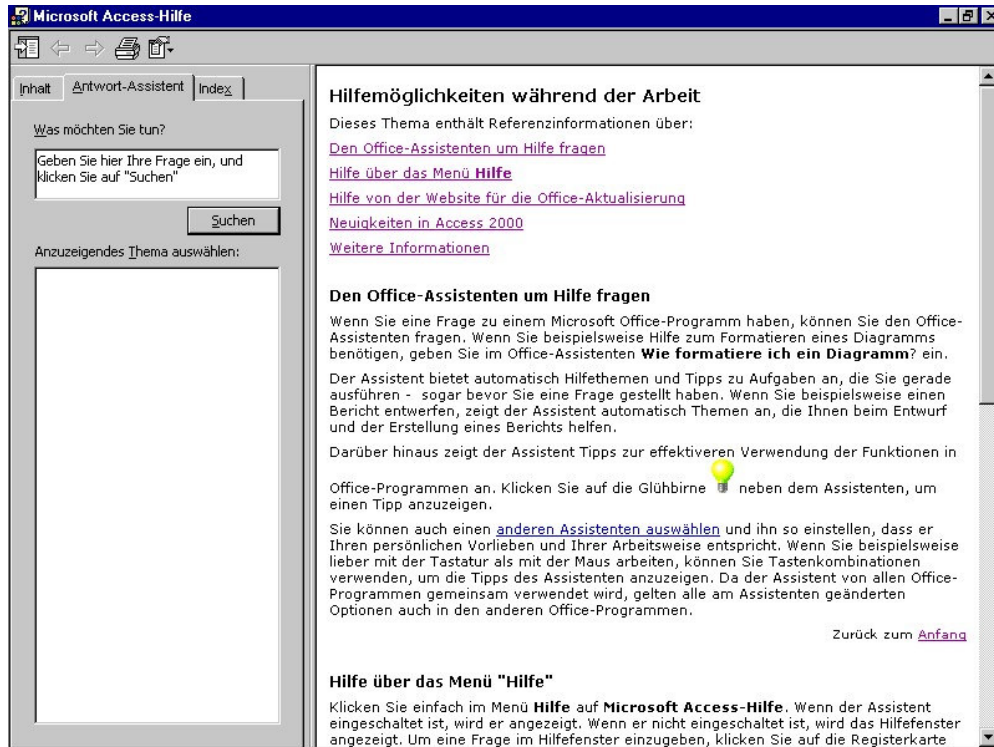 Microsoft Access-Hilfe
Inhalt Antwort-Assistent Index
Was möchten Sie tun?
Geben Sie hier Ihre Frage ein, und
klicken Sie auf "Suchen"
Suchen
Anzuzeigendes Thema auswählen:
Hilfemöglichkeiten während der Arbeit
Dieses Thema enthält Referenzinformationen über:
Den Office-Assistenten um Hilfe fragen
Hilfe über das Menü Hilfe
Hilfe von der Website für die Office-Aktualisierung
Neuigkeiten in Access 2000
Weitere Informationen
Den Office-Assistenten um Hilfe fragen
Wenn Sie eine Frage zu einem Microsoft Office-Programm haben, können Sie den Office-
Assistenten fragen. Wenn Sie beispielsweise Hilfe zum Formatieren eines Diagramms
benötigen, geben Sie im Office-Assistenten Wie formatiere ich ein Diagramm? ein.
Der Assistent bietet automatisch Hilfethemen und Tipps zu Aufgaben an, die Sie gerade
ausführen - sogar bevor Sie eine Frage gestellt haben. Wenn Sie beispielsweise einen
Bericht entwerfen, zeigt der Assistent automatisch Themen an, die Ihnen beim Entwurf
und der Erstellung eines Berichts helfen.
Darüber hinaus zeigt der Assistent Tipps zur effektiveren Verwendung der Funktionen in
Office-Programmen an. Klicken Sie auf die Glühbirne neben dem Assistenten, um
einen Tipp anzuzeigen.
Sie können auch einen anderen Assistenten auswählen und ihn so einstellen, dass er
Ihren persönlichen Vorlieben und Ihrer Arbeitsweise entspricht. Wenn Sie beispielsweise
lieber mit der Tastatur als mit der Maus arbeiten, können Sie Tastenkombinationen
verwenden, um die Tipps des Assistenten anzuzeigen. Da der Assistent von allen Office-
Programmen gemeinsam verwendet wird, gelten alle am Assistenten geänderten
Optionen auch in den anderen Office-Programmen.
Zurück zum Anfang
Hilfe über das Menü "Hilfe"
Klicken Sie einfach im Menü Hilfe auf Microsoft Access-Hilfe. Wenn der Assistent
eingeschaltet ist, wird er angezeigt. Wenn er nicht eingeschaltet ist, wird das Hilfefenster
angezeigt. Um eine Frage im Hilfefenster einzugeben, klicken Sie auf die Registerkarte